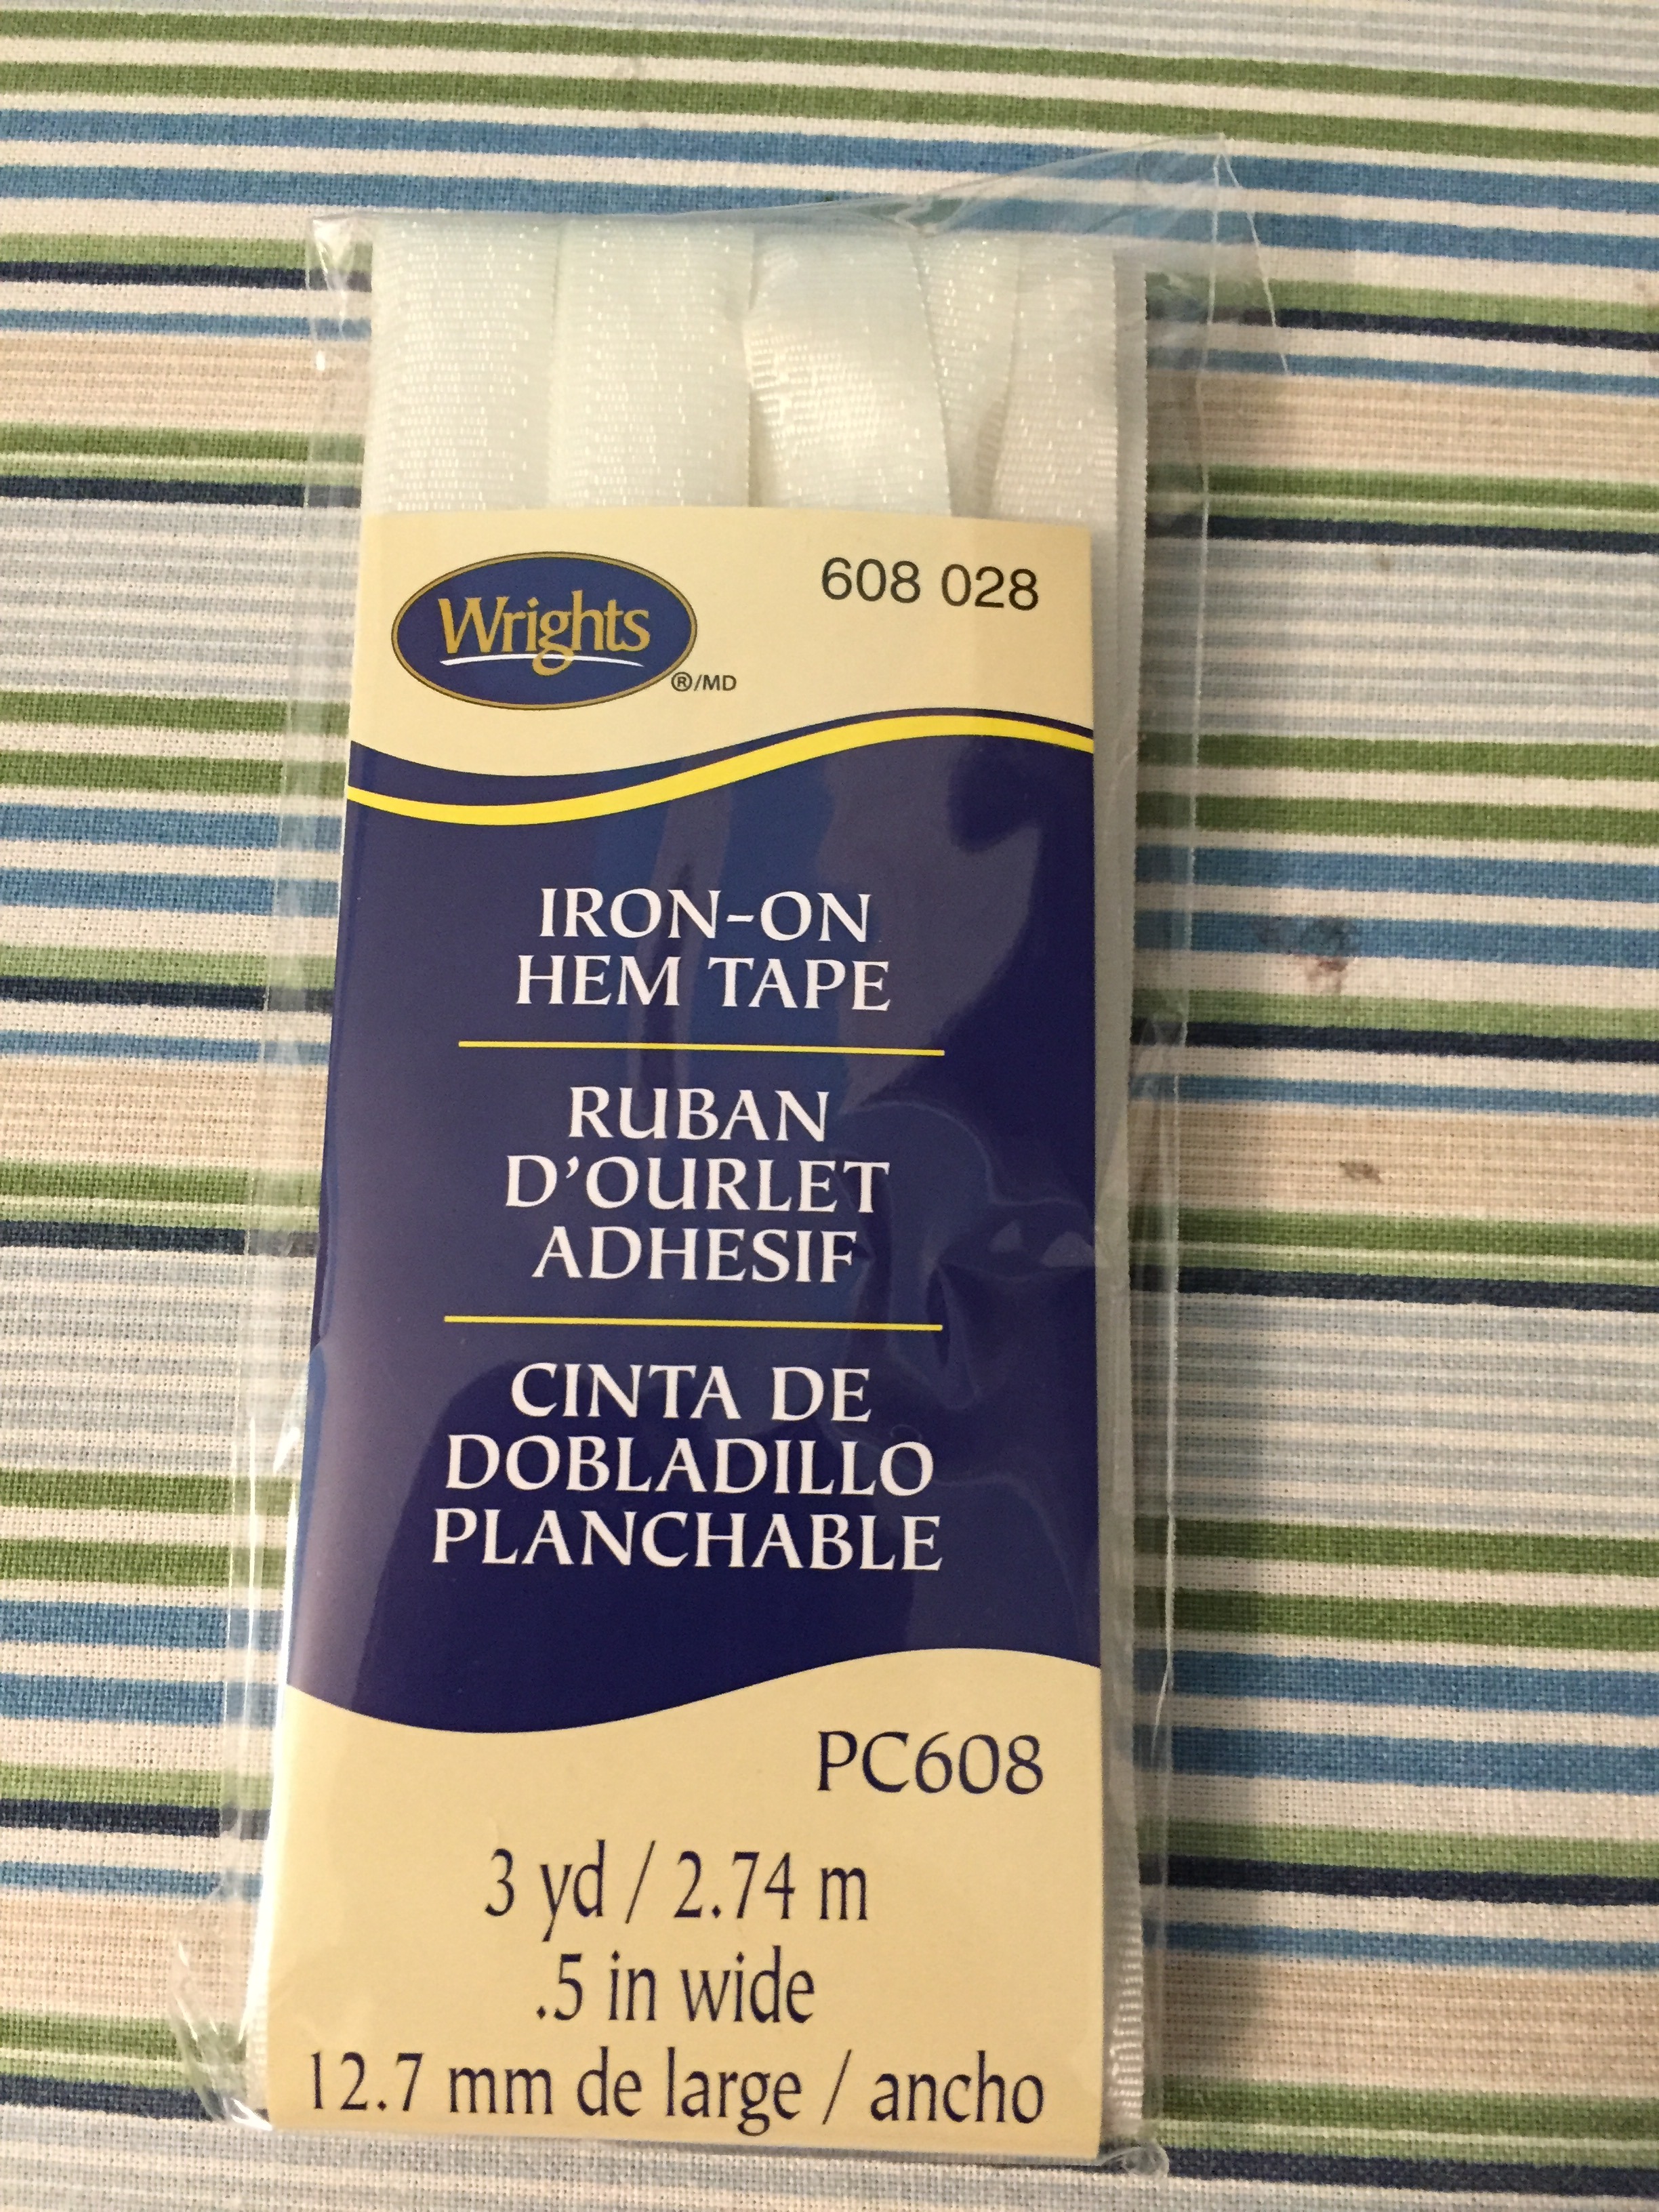 Wrights
®/MD
608 028
IRON-ON
HEM TAPE
RUBAN
D'OURLET
ADHESIF
CINTA DE
DOBLADILLO
PLANCHABLE
PC608
3 yd / 2.74 m
.5 in wide
12.7 mm de large / ancho